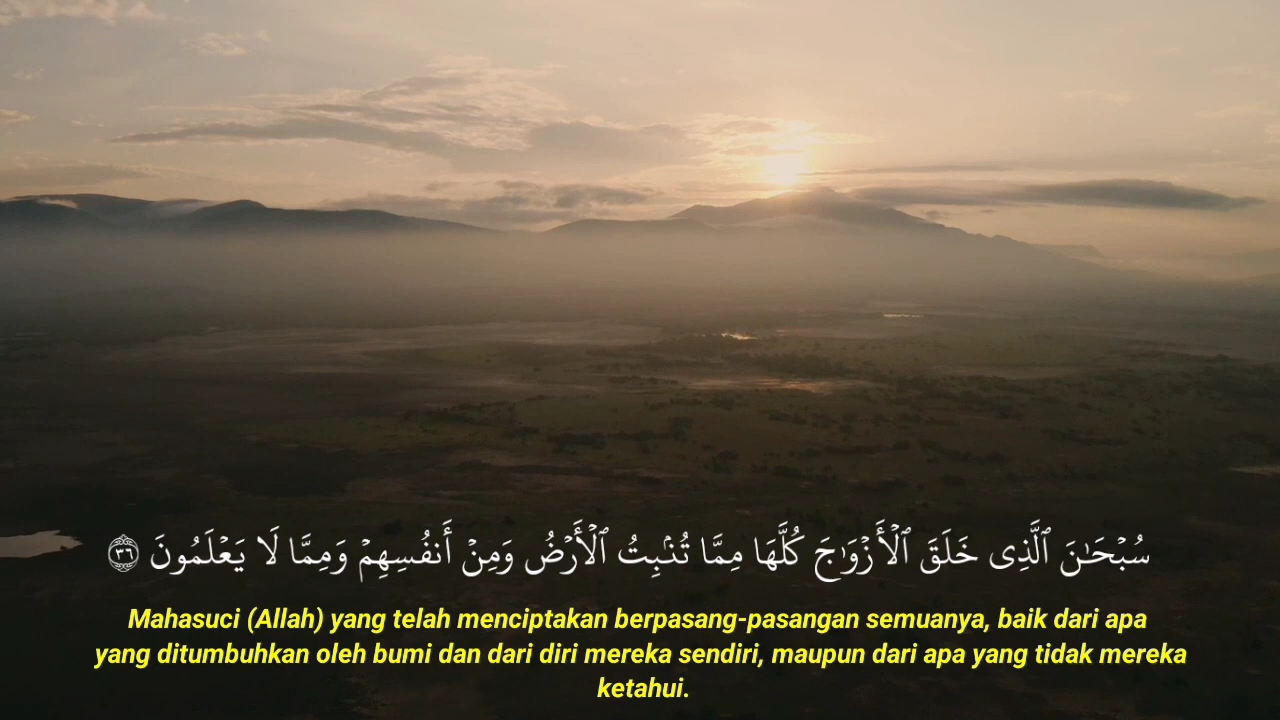 سُبْحَـٰنَ ٱلَّذِى خَلَقَ ٱلْأَزْوَٰجَ كُلَّهَا مِمَّا تُنۢبِتُ ٱلْأَرْضُ وَمِنْ أَنفُسِهِمْ وَمِمَّا لَا يَعْلَمُونَ ٣٦
Mahasuci (Allah) yang telah menciptakan berpasang-pasangan semuanya, baik dari apa
yang ditumbuhkan oleh bumi dan dari diri mereka sendiri, maupun dari apa yang tidak mereka
ketahui.